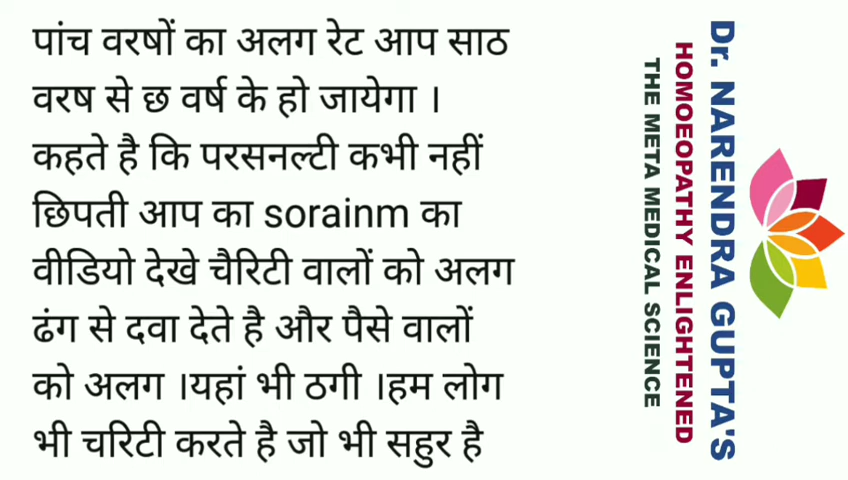 पांच वरषों का अलग रेट आप साठ
वरष से छ वर्ष के हो जायेगा ।
कहते है कि परसनल्टी कभी नहीं
छिपती आप का sorainm का
वीडियो देखे चैरिटी वालों को अलग
ढंग से दवा देते है और पैसे वालों
को अलग ।यहां भी ठगी ।हम लोग
भी चरिटी करते है जो भी सहुर है
Dr. NARENDRA GUPTA'S
HOMOEOPATHY ENLIGHTENED
THE META MEDICAL SCIENCE